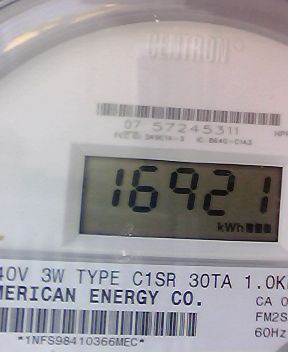 CENTRON
07 57245311
16921
kWh
40V 3W TYPE C1SR 30TA 1.0K
MERICAN ENERGY CO.
CA 0
FM2S
60Hz
*1NFS98410366MEC*